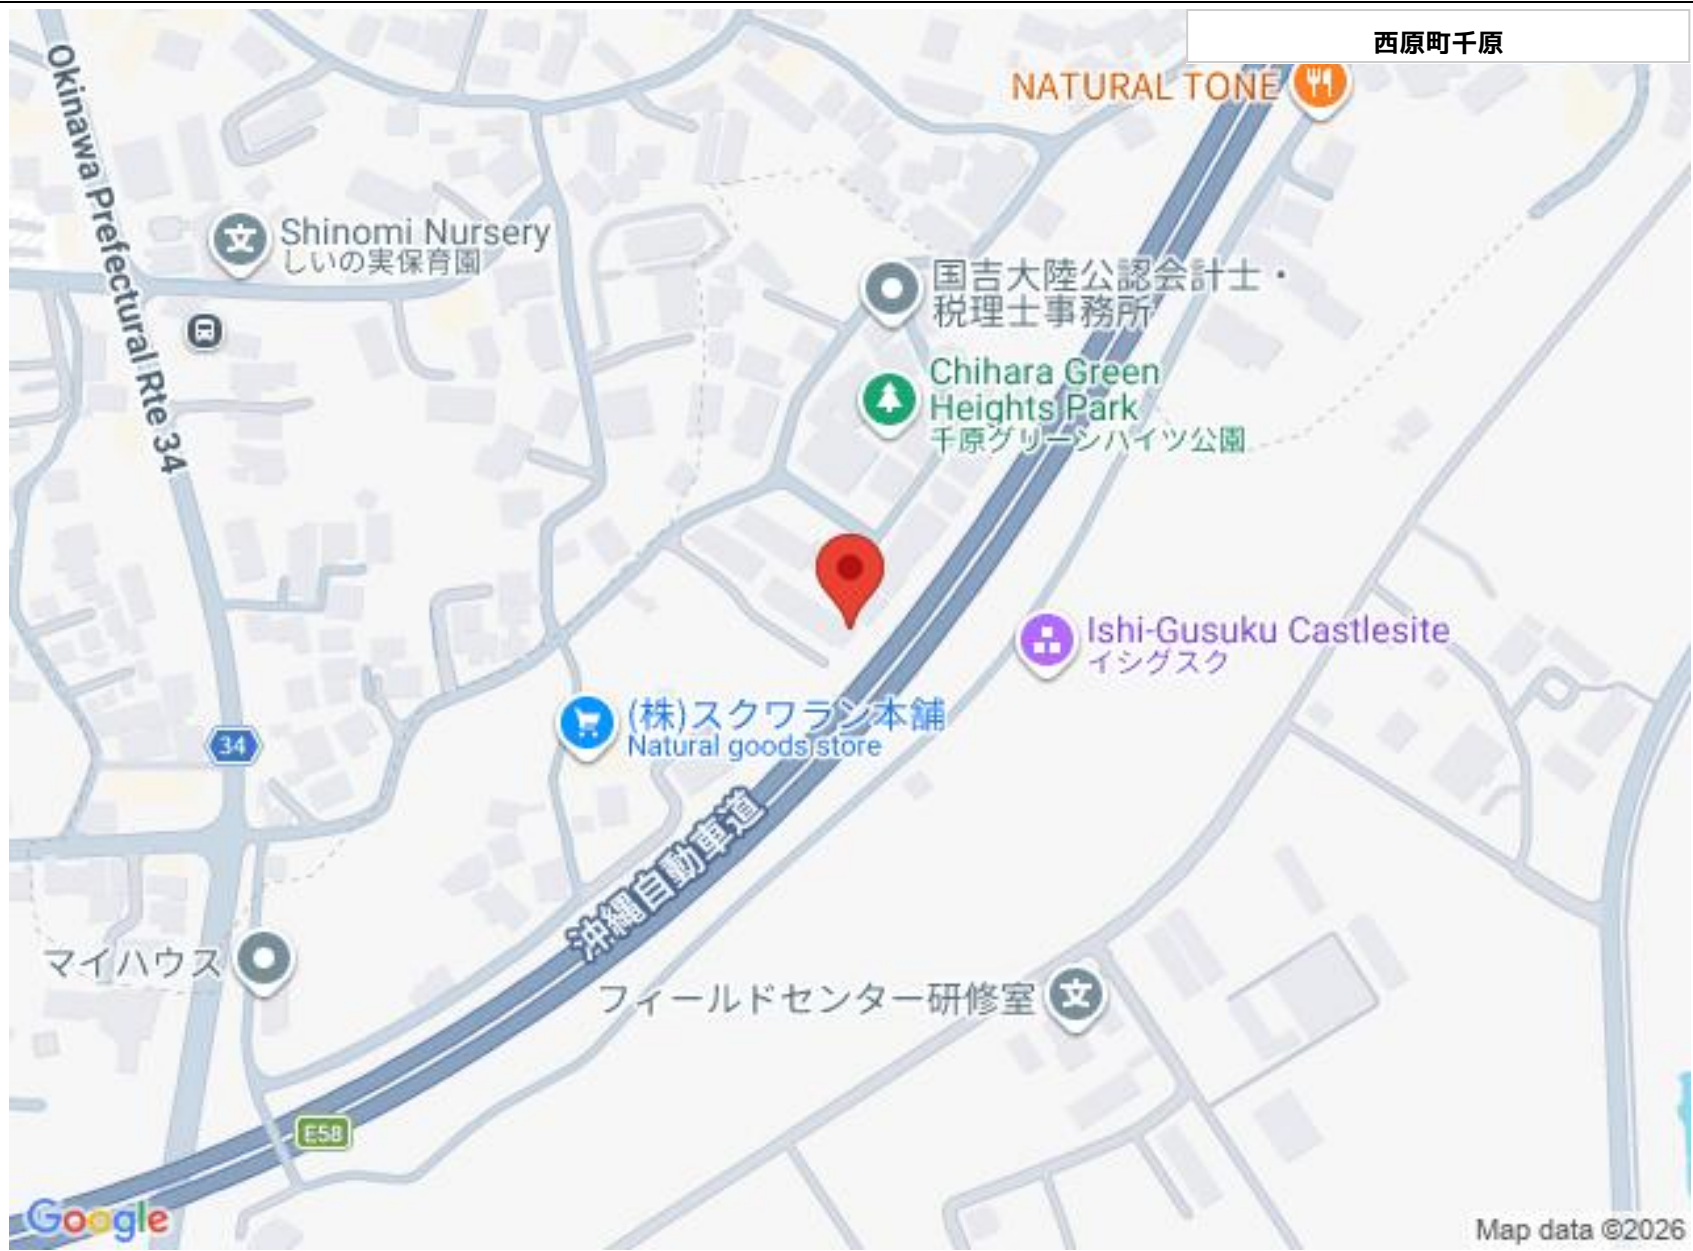 西原町千原
NATURAL TONE
Okinawa Prefectural Rte 34
Shinomi Nursery
しいの実保育園
国吉大陸公認会計士・
税理士事務所
Chihara Green
Heights Park
千原グリーンハイツ公園
Ishi-Gusuku Castlesite
イシグスク
(株)スクワラン本舗
Natural goods store
34
沖縄自動車道
マイハウス
フィールドセンター研修室
E58
Google
Map data ©2026